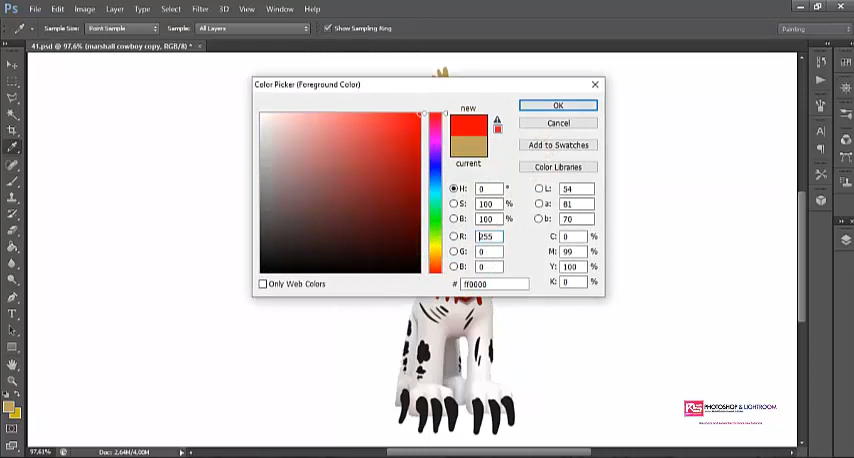 Ps File Edit Image Layer Type Select Filter 3D View Window Help
Sample Size: Point Sample Sample: All Layers Show Sampling Ring Painting
41.psd @ 97,6% (marshall cowboy copy, RGB/8) * ×
Color Picker (Foreground Color)
new
current
OK
Cancel
Add to Swatches
Color Libraries
H: 0 °
S: 100 %
B: 100 %
R: 255
G: 0
B: 0
L: 54
a: 81
b: 70
C: 0 %
M: 99 %
Y: 100 %
K: 0 %
Only Web Colors
# ff0000
PHOTOSHOP & LIGHTROOM
97,61% Doc: 2,64M/4,00M